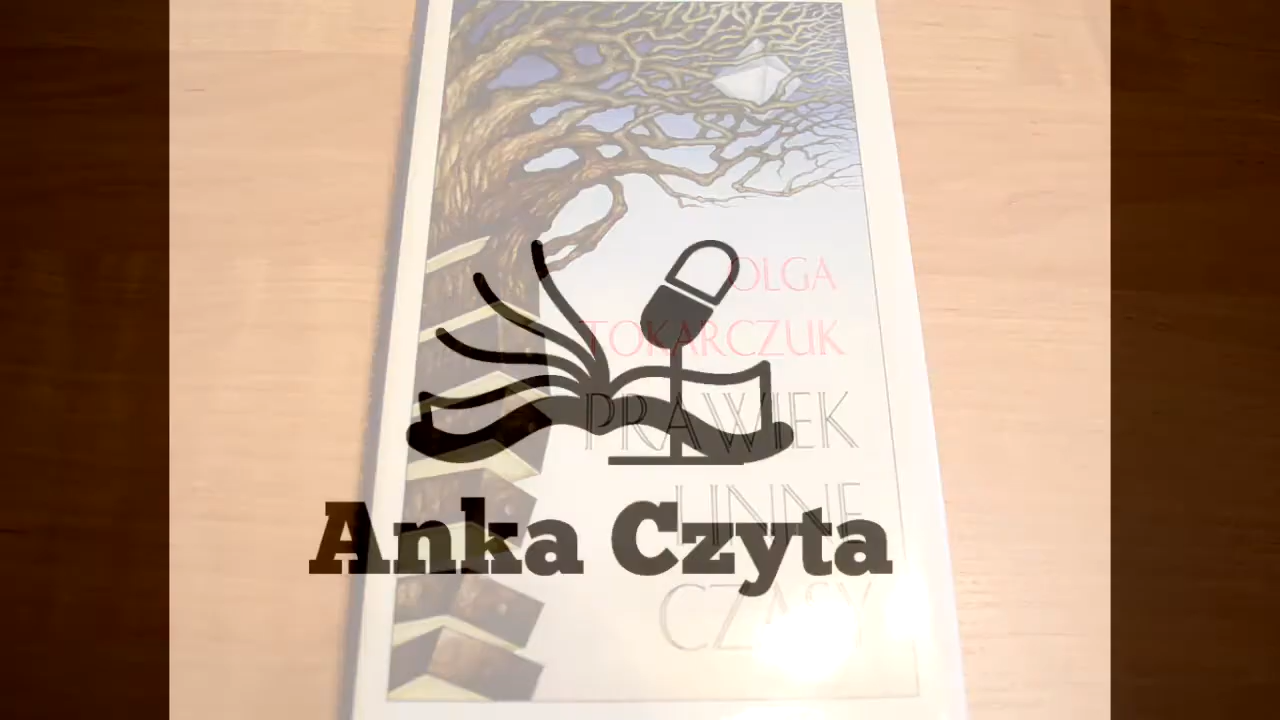 OLGA
TOKARCZUK
PRAWIEK
I INNE
CZASY
Anka Czyta